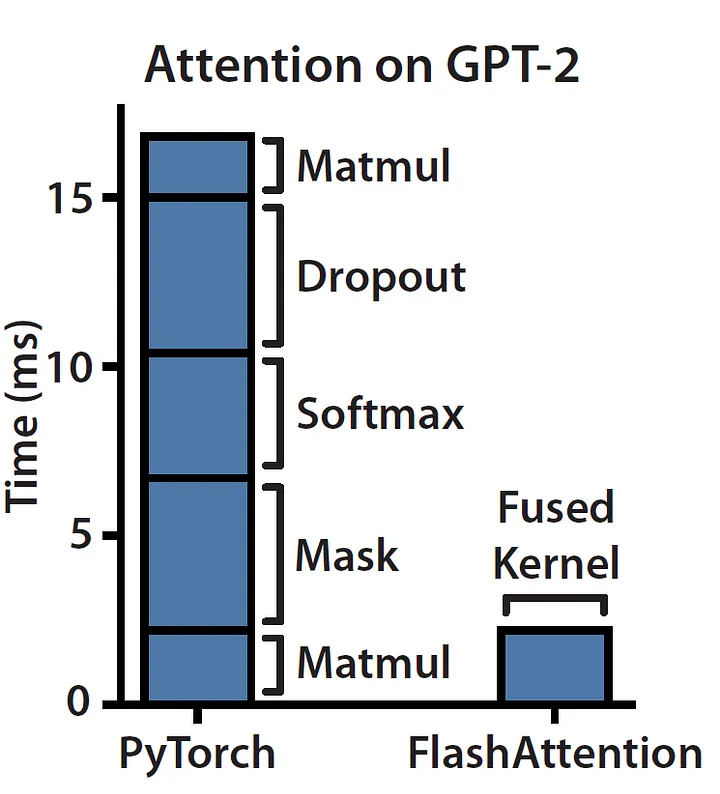 Attention on GPT-2
Time (ms)
15
10
5
0
Matmul
Dropout
Softmax
Mask
Matmul
Fused
Kernel
PyTorch
FlashAttention